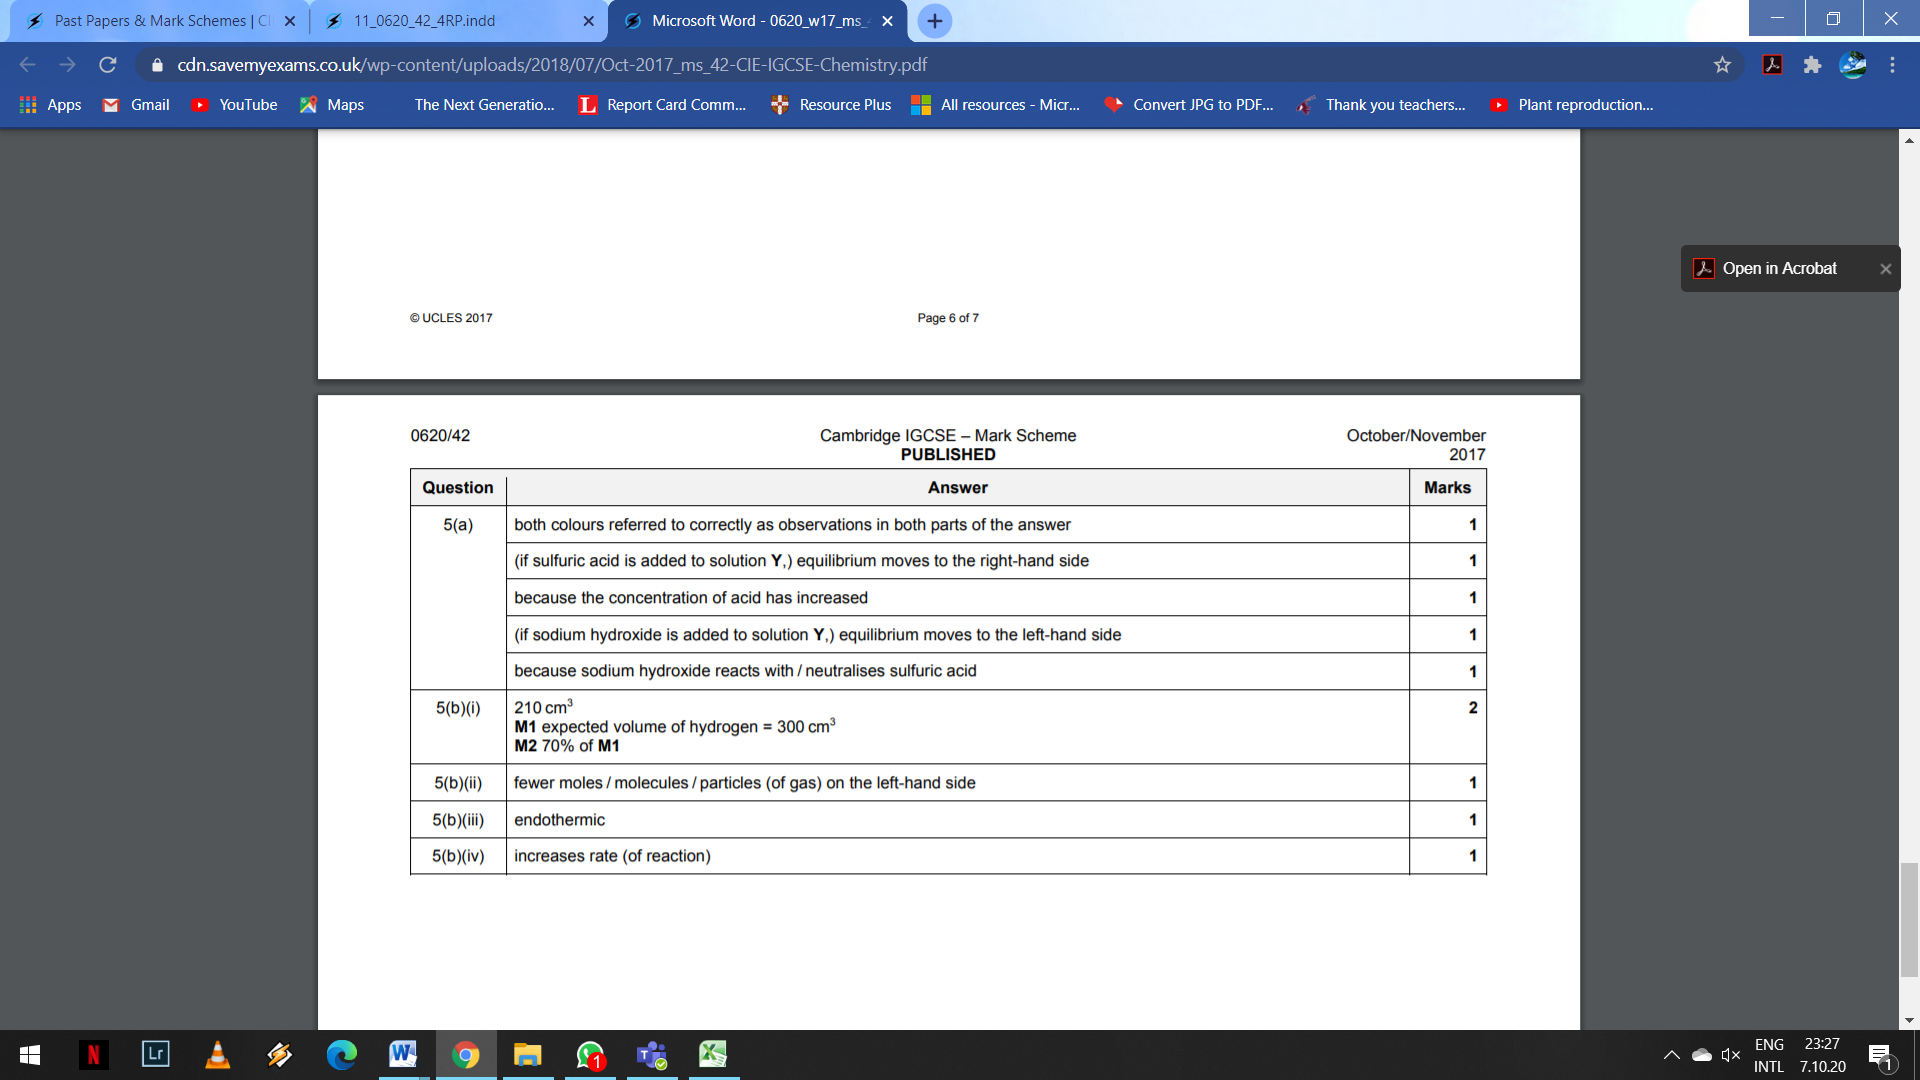 Past Papers & Mark Schemes | CI
11_0620_42_4RP.indd
Microsoft Word - 0620_w17_ms_4
cdn.savemyexams.co.uk/wp-content/uploads/2018/07/Oct-2017_ms_42-CIE-IGCSE-Chemistry.pdf
Apps
Gmail
YouTube
Maps
The Next Generatio...
L Report Card Comm...
Resource Plus
All resources - Micr...
Convert JPG to PDF...
Thank you teachers...
Plant reproduction...
Open in Acrobat
© UCLES 2017
Page 6 of 7
0620/42
Cambridge IGCSE – Mark Scheme
October/November
PUBLISHED
2017
Question Answer Marks
5(a) both colours referred to correctly as observations in both parts of the answer 1
(if sulfuric acid is added to solution Y,) equilibrium moves to the right-hand side 1
because the concentration of acid has increased 1
(if sodium hydroxide is added to solution Y,) equilibrium moves to the left-hand side 1
because sodium hydroxide reacts with / neutralises sulfuric acid 1
5(b)(i) 210 cm³ 2
M1 expected volume of hydrogen = 300 cm³
M2 70% of M1
5(b)(ii) fewer moles / molecules / particles (of gas) on the left-hand side 1
5(b)(iii) endothermic 1
5(b)(iv) increases rate (of reaction) 1
N
Lr
W
1
T
X
ENG
INTL
23:27
7.10.20
1